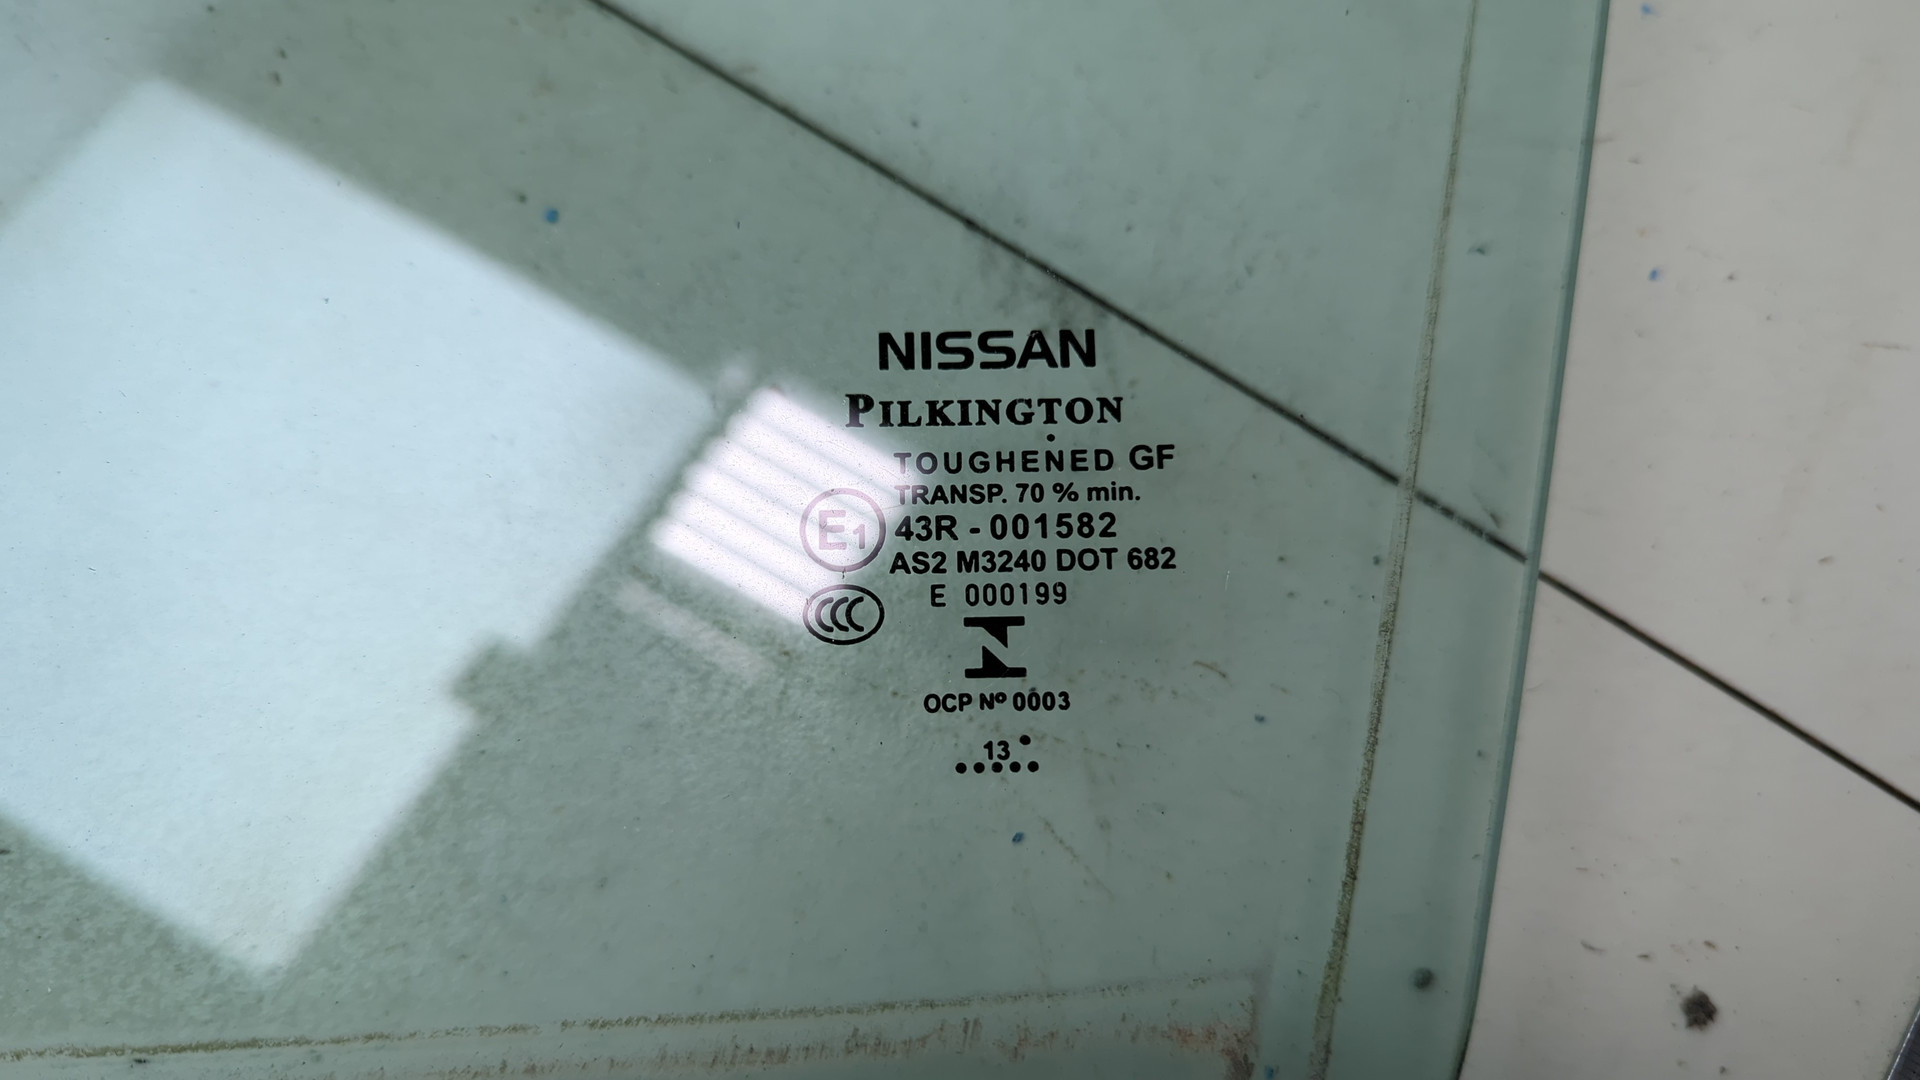 NISSAN
PILKINGTON
TOUGHENED GF
TRANSP. 70 % min.
E1
43R - 001582
AS2 M3240 DOT 682
E 000199
CCC
OCP Nº 0003
13